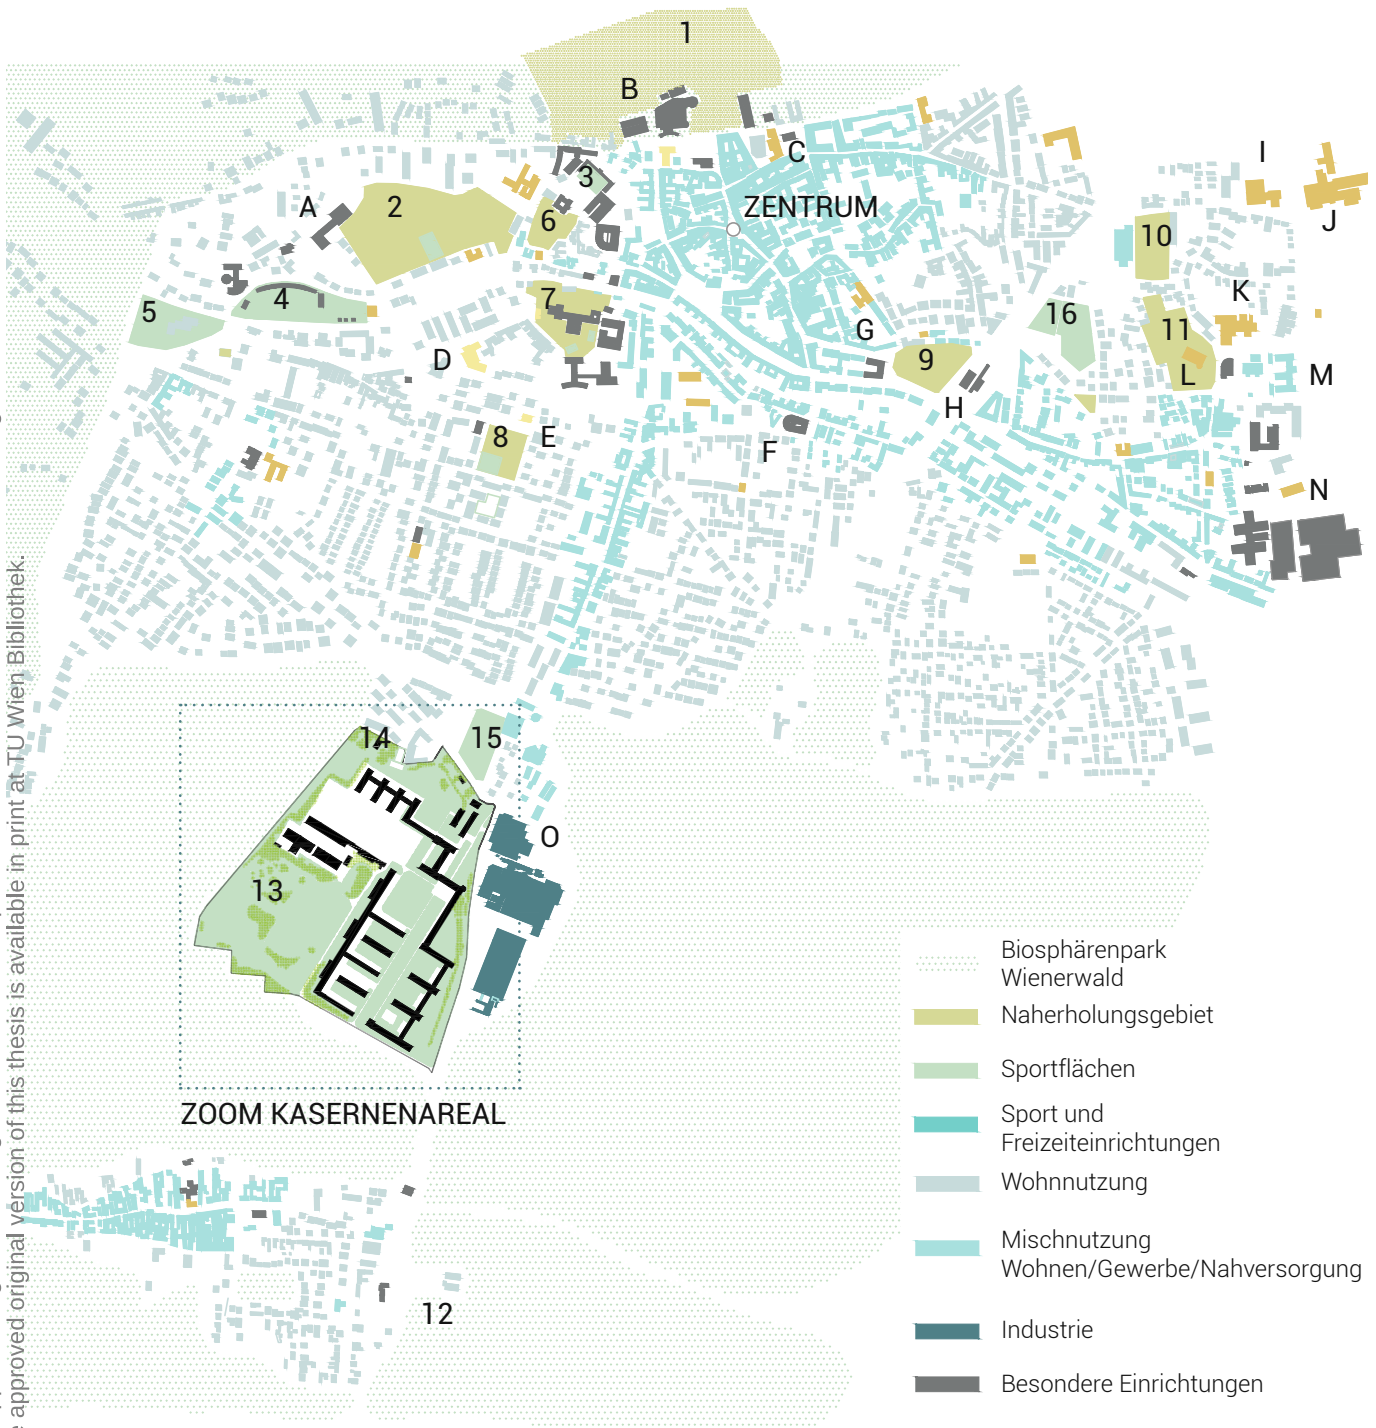 1
B
C
I
3
A
2
6
ZENTRUM
J
10
5
4
7
K
16
G
11
D
9
L
M
H
8
E
F
N
14
15
O
13
ZOOM KASERNENAREAL
12
Biosphärenpark
Wienerwald
Naherholungsgebiet
Sportflächen
Sport und
Freizeiteinrichtungen
Wohnnutzung
Mischnutzung
Wohnen/Gewerbe/Nahversorgung
Industrie
Besondere Einrichtungen
approved original version of this thesis is available in print at TU Wien Bibliothek.